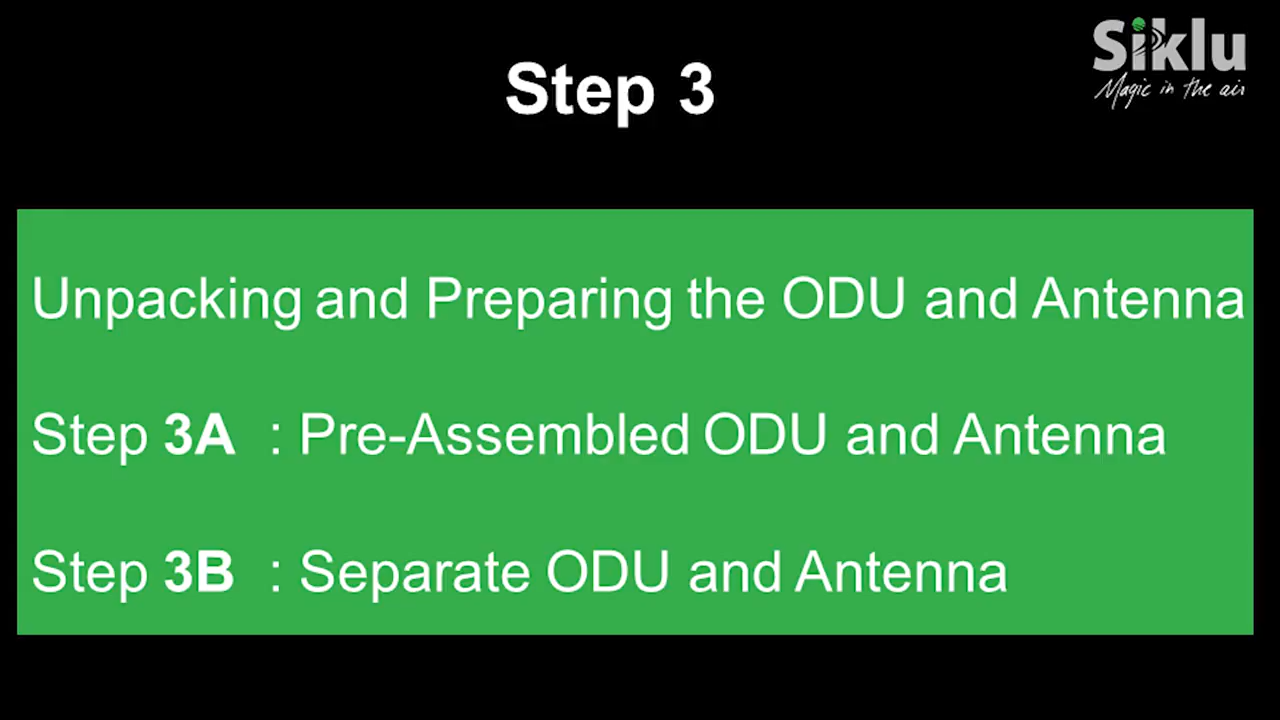 Siklu
Magic in the air
Step 3
Unpacking and Preparing the ODU and Antenna
Step 3A : Pre-Assembled ODU and Antenna
Step 3B : Separate ODU and Antenna